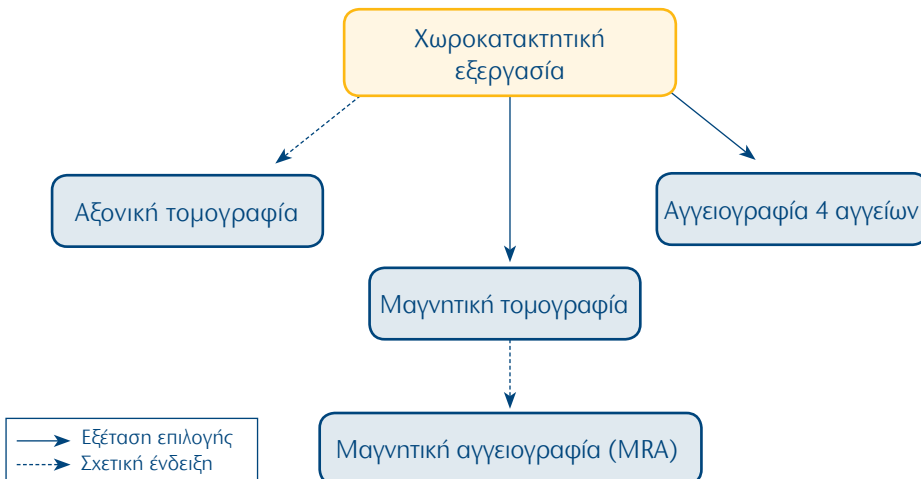 Χωροκατακτητική
εξεργασία
Αξονική τομογραφία
Αγγειογραφία 4 αγγείων
Μαγνητική τομογραφία
Μαγνητική αγγειογραφία (MRA)
Εξέταση επιλογής
Σχετική ένδειξη